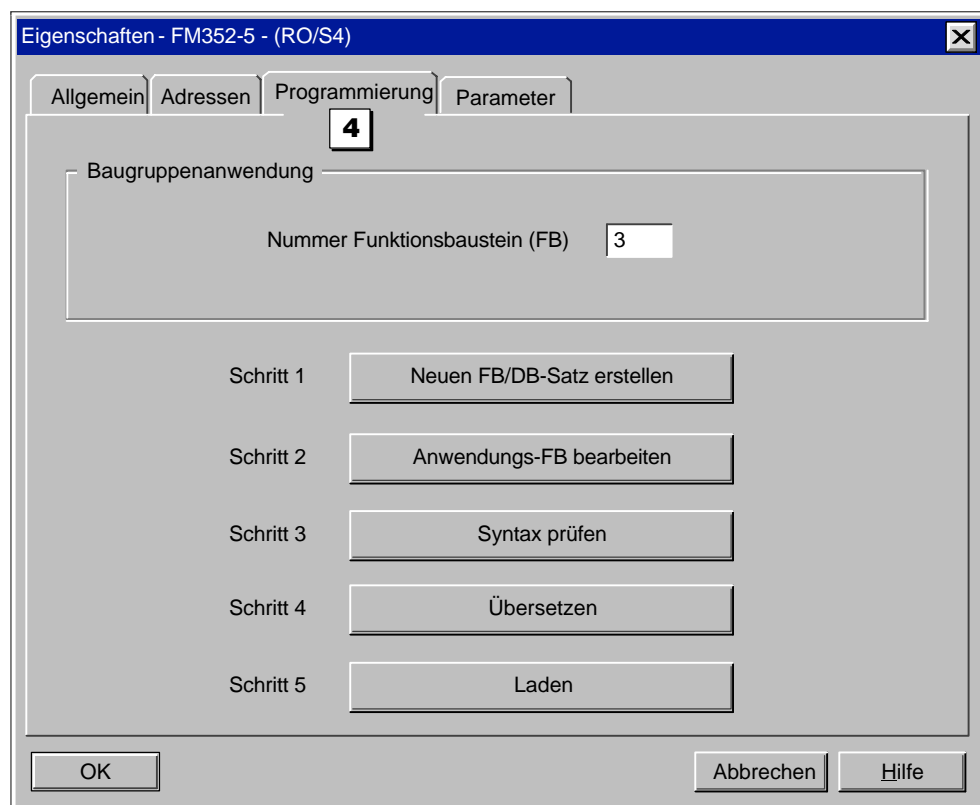 Eigenschaften - FM352-5 - (RO/S4)
Allgemein Adressen Programmierung Parameter
4
Baugruppenanwendung
Nummer Funktionsbaustein (FB) 3
Schritt 1 Neuen FB/DB-Satz erstellen
Schritt 2 Anwendungs-FB bearbeiten
Schritt 3 Syntax prüfen
Schritt 4 Übersetzen
Schritt 5 Laden
OK Abbrechen Hilfe